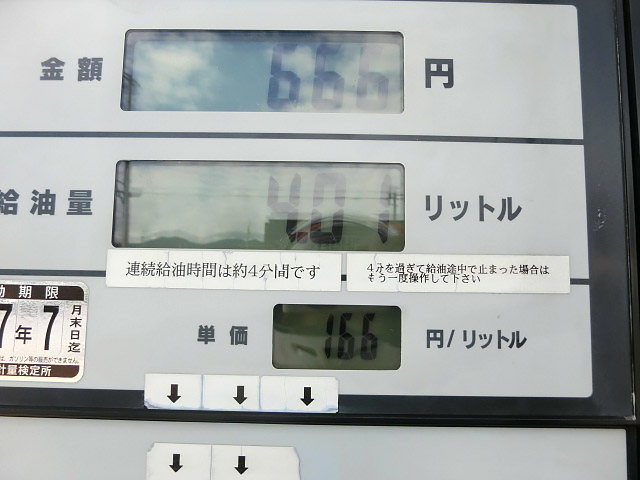 金額 666 円
給油量 4.01 リットル
連続給油時間は約4分間です
4分を過ぎて給油途中で止まった場合は
もう一度操作して下さい
単価 166 円/リットル
効期限
7年7月末日迄
計量検定所